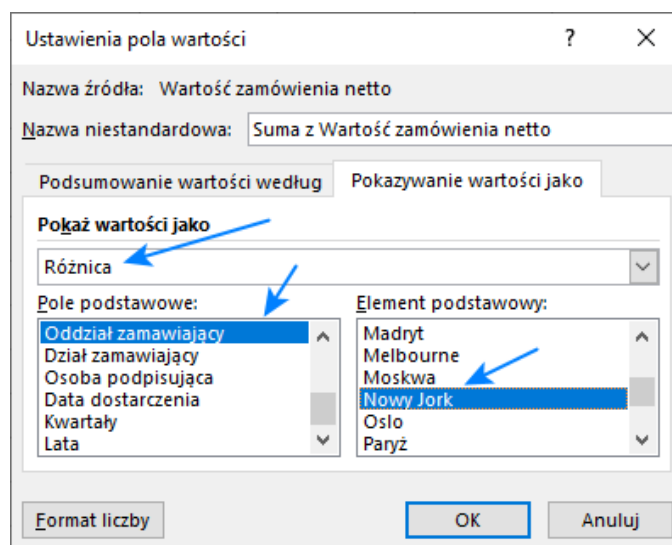 Ustawienia pola wartości ? ✕
Nazwa źródła: Wartość zamówienia netto
Nazwa niestandardowa: Suma z Wartość zamówienia netto
Podsumowanie wartości według Pokazywanie wartości jako
Pokaż wartości jako
Różnica
Pole podstawowe: Element podstawowy:
Oddział zamawiający Madryt
Dział zamawiający Melbourne
Osoba podpisująca Moskwa
Data dostarczenia Nowy Jork
Kwartały Oslo
Lata Paryż
Format liczby OK Anuluj